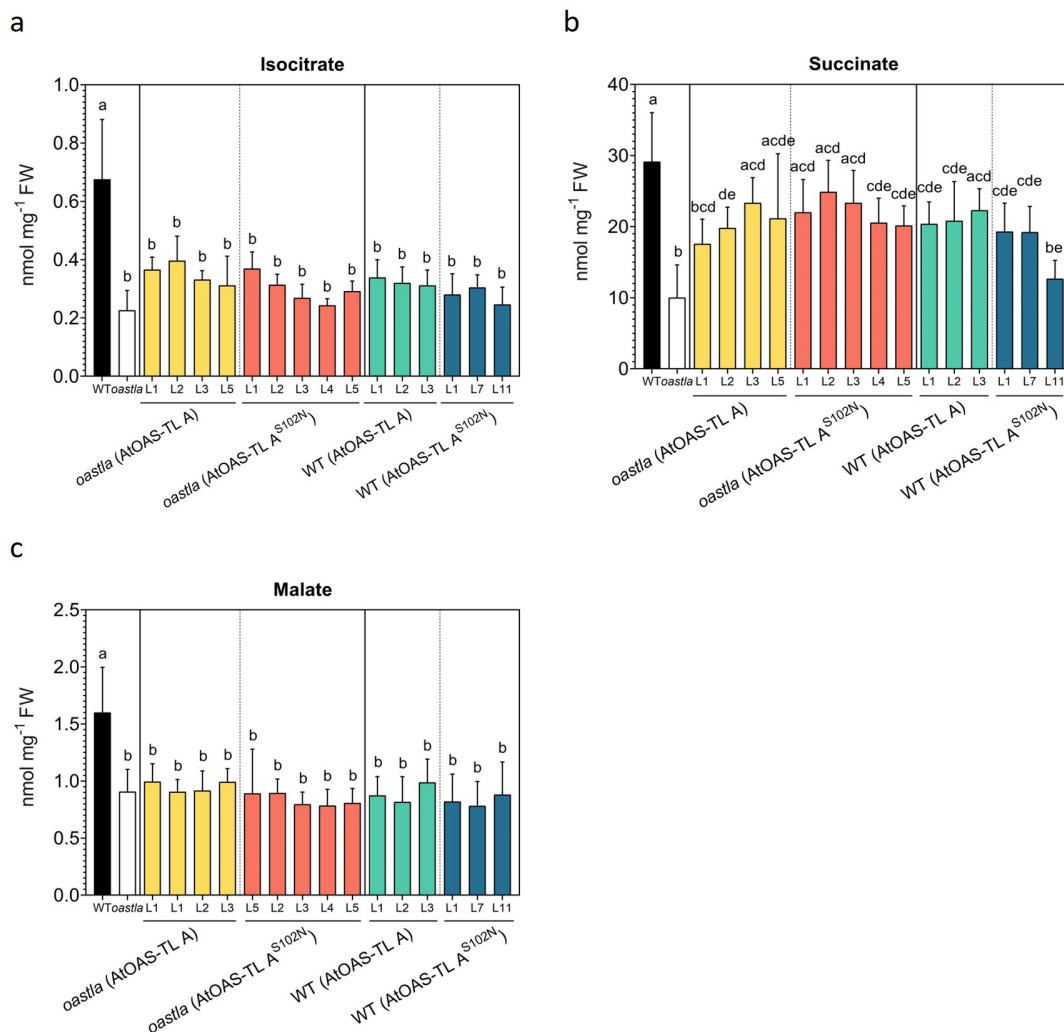 a
Isocitrate
nmol mg-1 FW
1.0
0.8
0.6
0.4
0.2
0.0
a
b
b b b b
b b b b b
b b b
b b b
WT oastla L1 L2 L3 L5 L1 L2 L3 L4 L5 L1 L2 L3 L1 L7 L11
oastla (AtOAS-TL A)
oastla (AtOAS-TL A^S102N)
WT (AtOAS-TL A)
WT (AtOAS-TL A^S102N)
b
Succinate
nmol mg-1 FW
40
30
20
10
0
a
b
bcd de acd acde
acd acd acd cde cde
cde cde acd
cde cde be
WT oastla L1 L2 L3 L5 L1 L2 L3 L4 L5 L1 L2 L3 L1 L7 L11
oastla (AtOAS-TL A)
oastla (AtOAS-TL A^S102N)
WT (AtOAS-TL A)
WT (AtOAS-TL A^S102N)
c
Malate
nmol mg-1 FW
2.5
2.0
1.5
1.0
0.5
0.0
a
b
b b b b
b b b b b
b b b
b b b
WT oastla L1 L1 L2 L3 L5 L2 L3 L4 L5 L1 L2 L3 L1 L7 L11
oastla (AtOAS-TL A)
oastla (AtOAS-TL A^S102N)
WT (AtOAS-TL A)
WT (AtOAS-TL A^S102N)